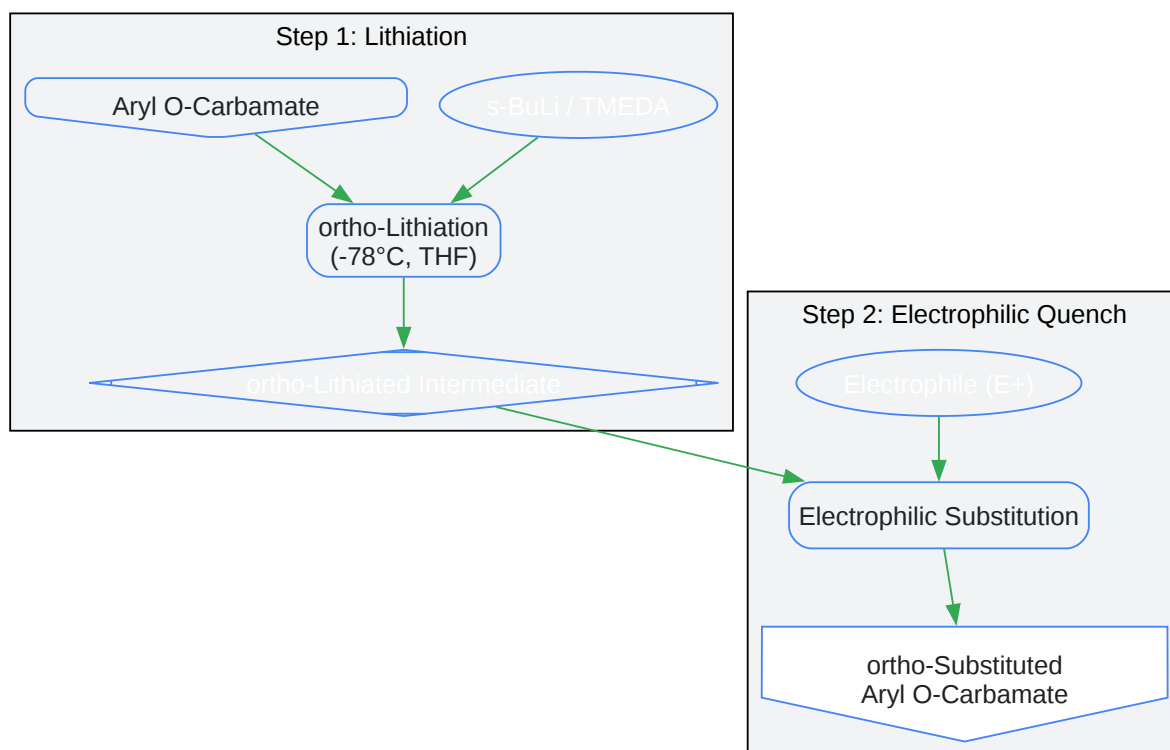 Step 1: Lithiation
Aryl O-Carbamate
s-BuLi / TMEDA
ortho-Lithiation
(-78°C, THF)
ortho-Lithiated Intermediate
Step 2: Electrophilic Quench
Electrophile (E+)
Electrophilic Substitution
ortho-Substituted
Aryl O-Carbamate